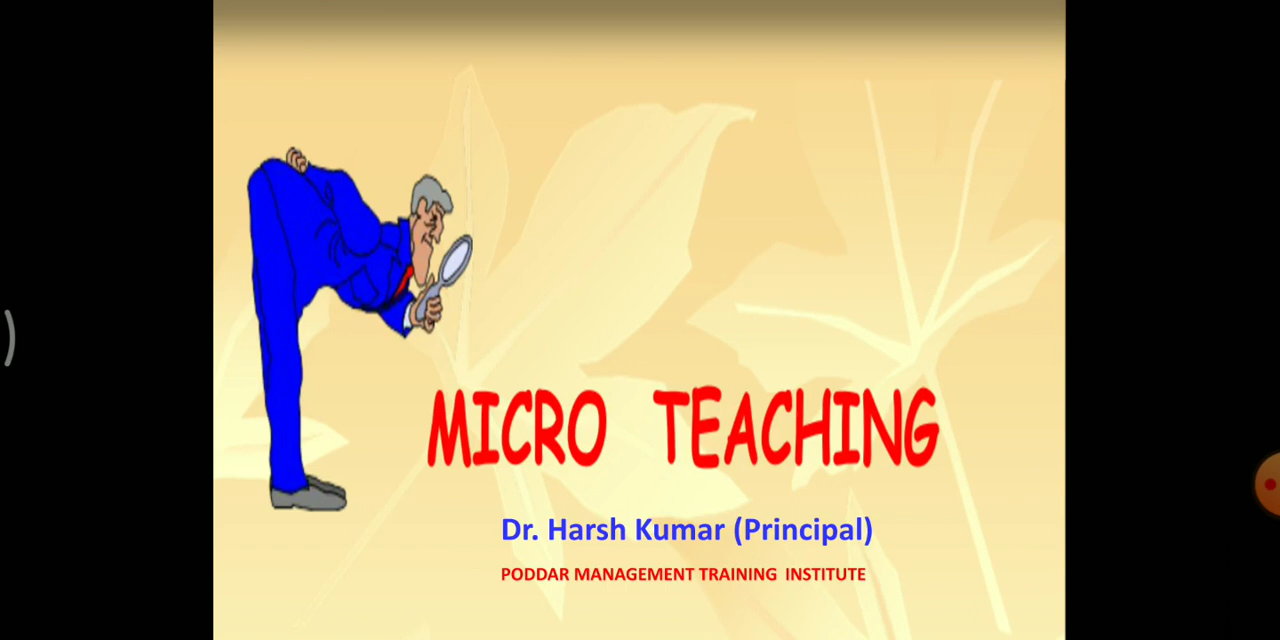 MICRO TEACHING
Dr. Harsh Kumar (Principal)
PODDAR MANAGEMENT TRAINING INSTITUTE